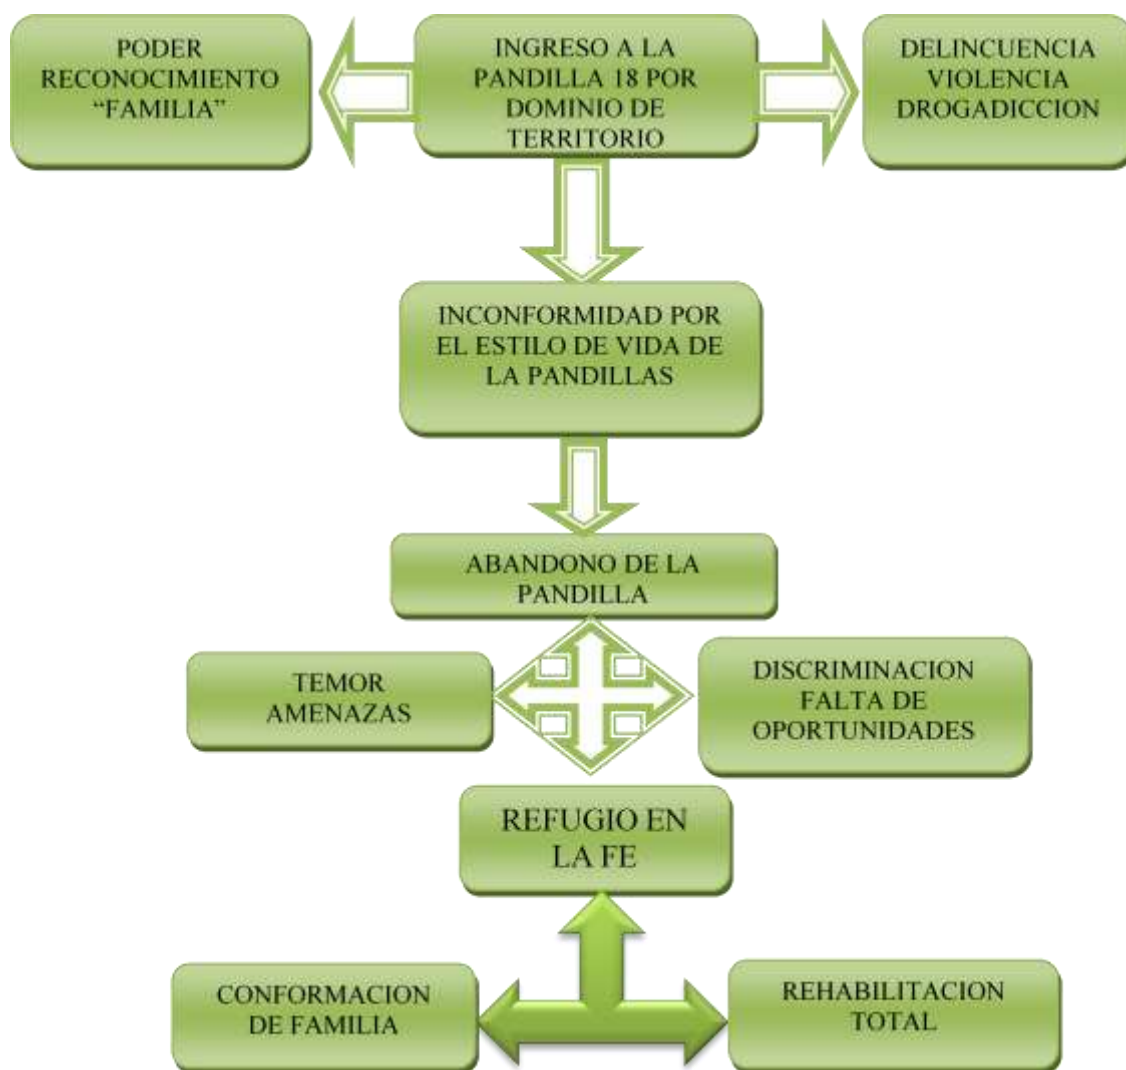 PODER
RECONOCIMIENTO
“FAMILIA”
INGRESO A LA
PANDILLA 18 POR
DOMINIO DE
TERRITORIO
DELINCUENCIA
VIOLENCIA
DROGADICCION
INCONFORMIDAD POR
EL ESTILO DE VIDA DE
LA PANDILLAS
ABANDONO DE LA
PANDILLA
TEMOR
AMENAZAS
DISCRIMINACION
FALTA DE
OPORTUNIDADES
REFUGIO EN
LA FE
CONFORMACION
DE FAMILIA
REHABILITACION
TOTAL